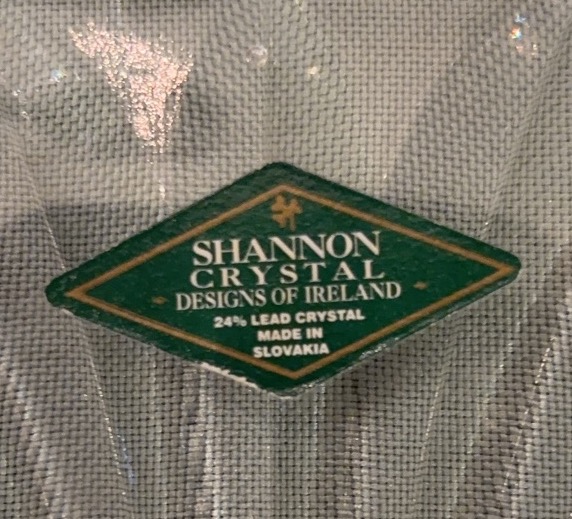 SHANNON
CRYSTAL
DESIGNS OF IRELAND
24% LEAD CRYSTAL
MADE IN
SLOVAKIA